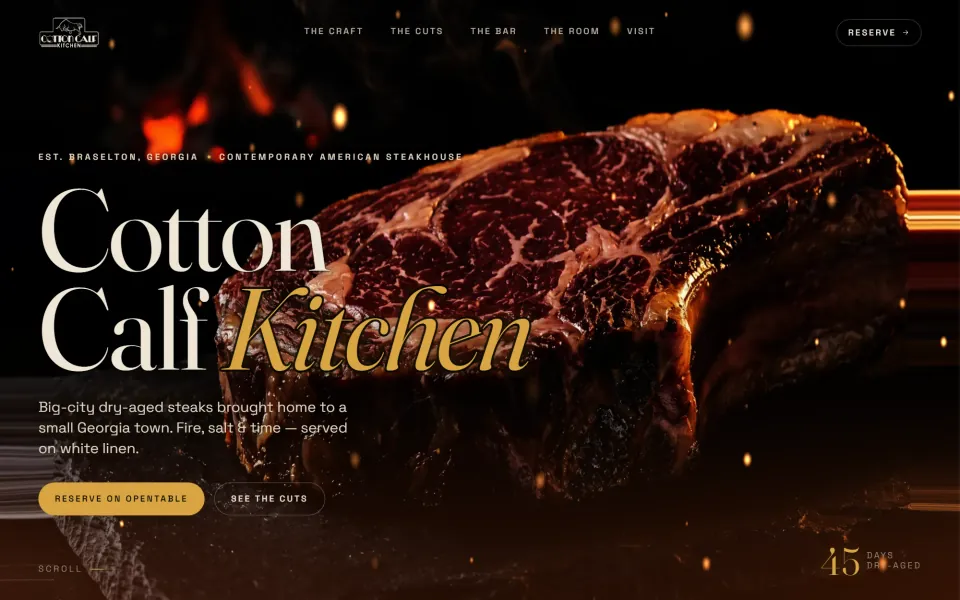 COTTON CALF
KITCHEN
THE CRAFT
THE CUTS
THE BAR
THE ROOM
VISIT
RESERVE →
EST. BRASELTON, GEORGIA • CONTEMPORARY AMERICAN STEAKHOUSE
Cotton
Calf Kitchen
Big-city dry-aged steaks brought home to a
small Georgia town. Fire, salt & time — served
on white linen.
RESERVE ON OPENTABLE
SEE THE CUTS
SCROLL
45
DAYS
DRY-AGED